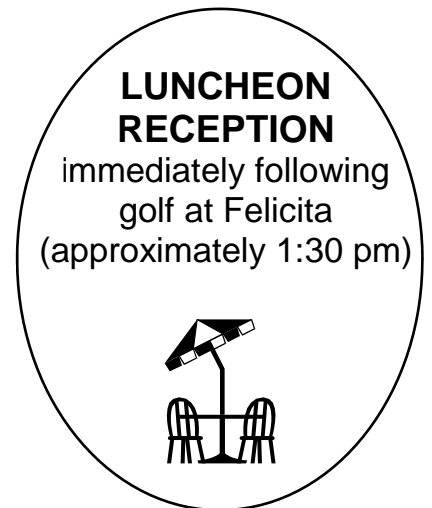 LUNCHEON
RECEPTION
immediately following
golf at Felicita
(approximately 1:30 pm)